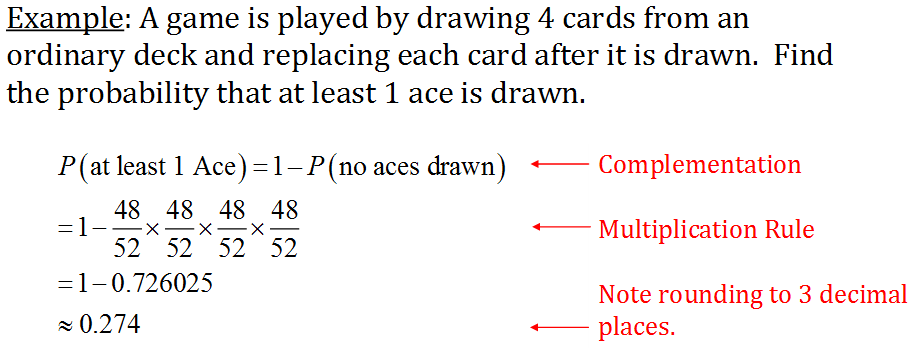 Example: A game is played by drawing 4 cards from an
ordinary deck and replacing each card after it is drawn. Find
the probability that at least 1 ace is drawn.
P(at least 1 Ace)=1−P(no aces drawn) Complementation
=1−48/52×48/52×48/52×48/52 Multiplication Rule
=1−0.726025
Note rounding to 3 decimal
≈0.274 places.